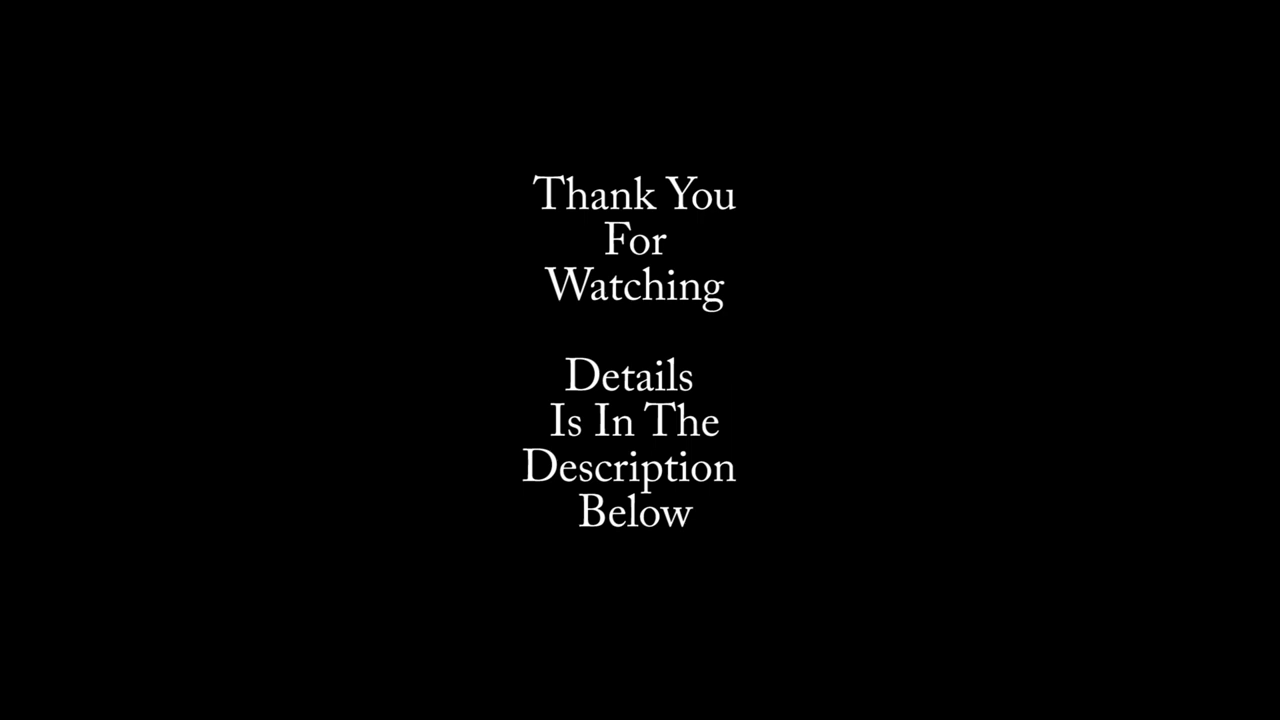 Thank You
For
Watching
Details
Is In The
Description
Below